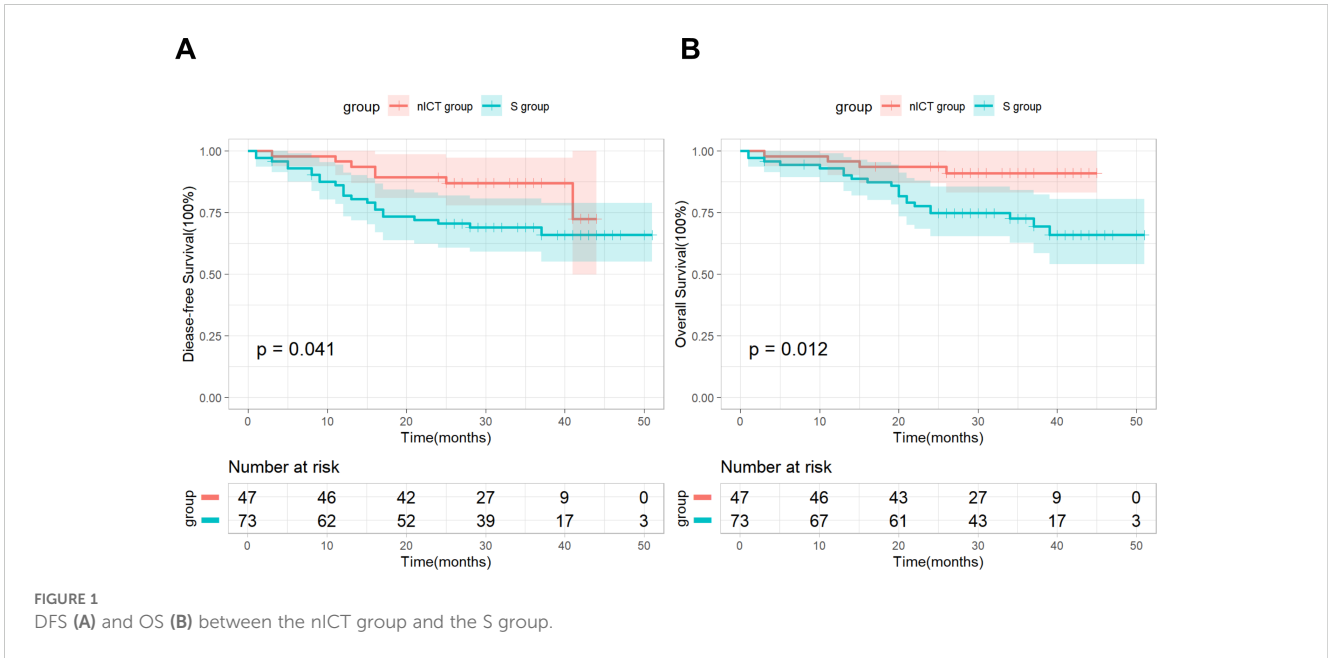 A
group nICT group S group
1.00
0.75
0.50
0.25
0.00
Diease-free Survival(100%)
p = 0.041
0 10 20 30 40 50
Time(months)
Number at risk
group
47 46 42 27 9 0
73 62 52 39 17 3
0 10 20 30 40 50
Time(months)
B
group nICT group S group
1.00
0.75
0.50
0.25
0.00
Overall Survival(100%)
p = 0.012
0 10 20 30 40 50
Time(months)
Number at risk
group
47 46 43 27 9 0
73 67 61 43 17 3
0 10 20 30 40 50
Time(months)
FIGURE 1
DFS (A) and OS (B) between the nICT group and the S group.